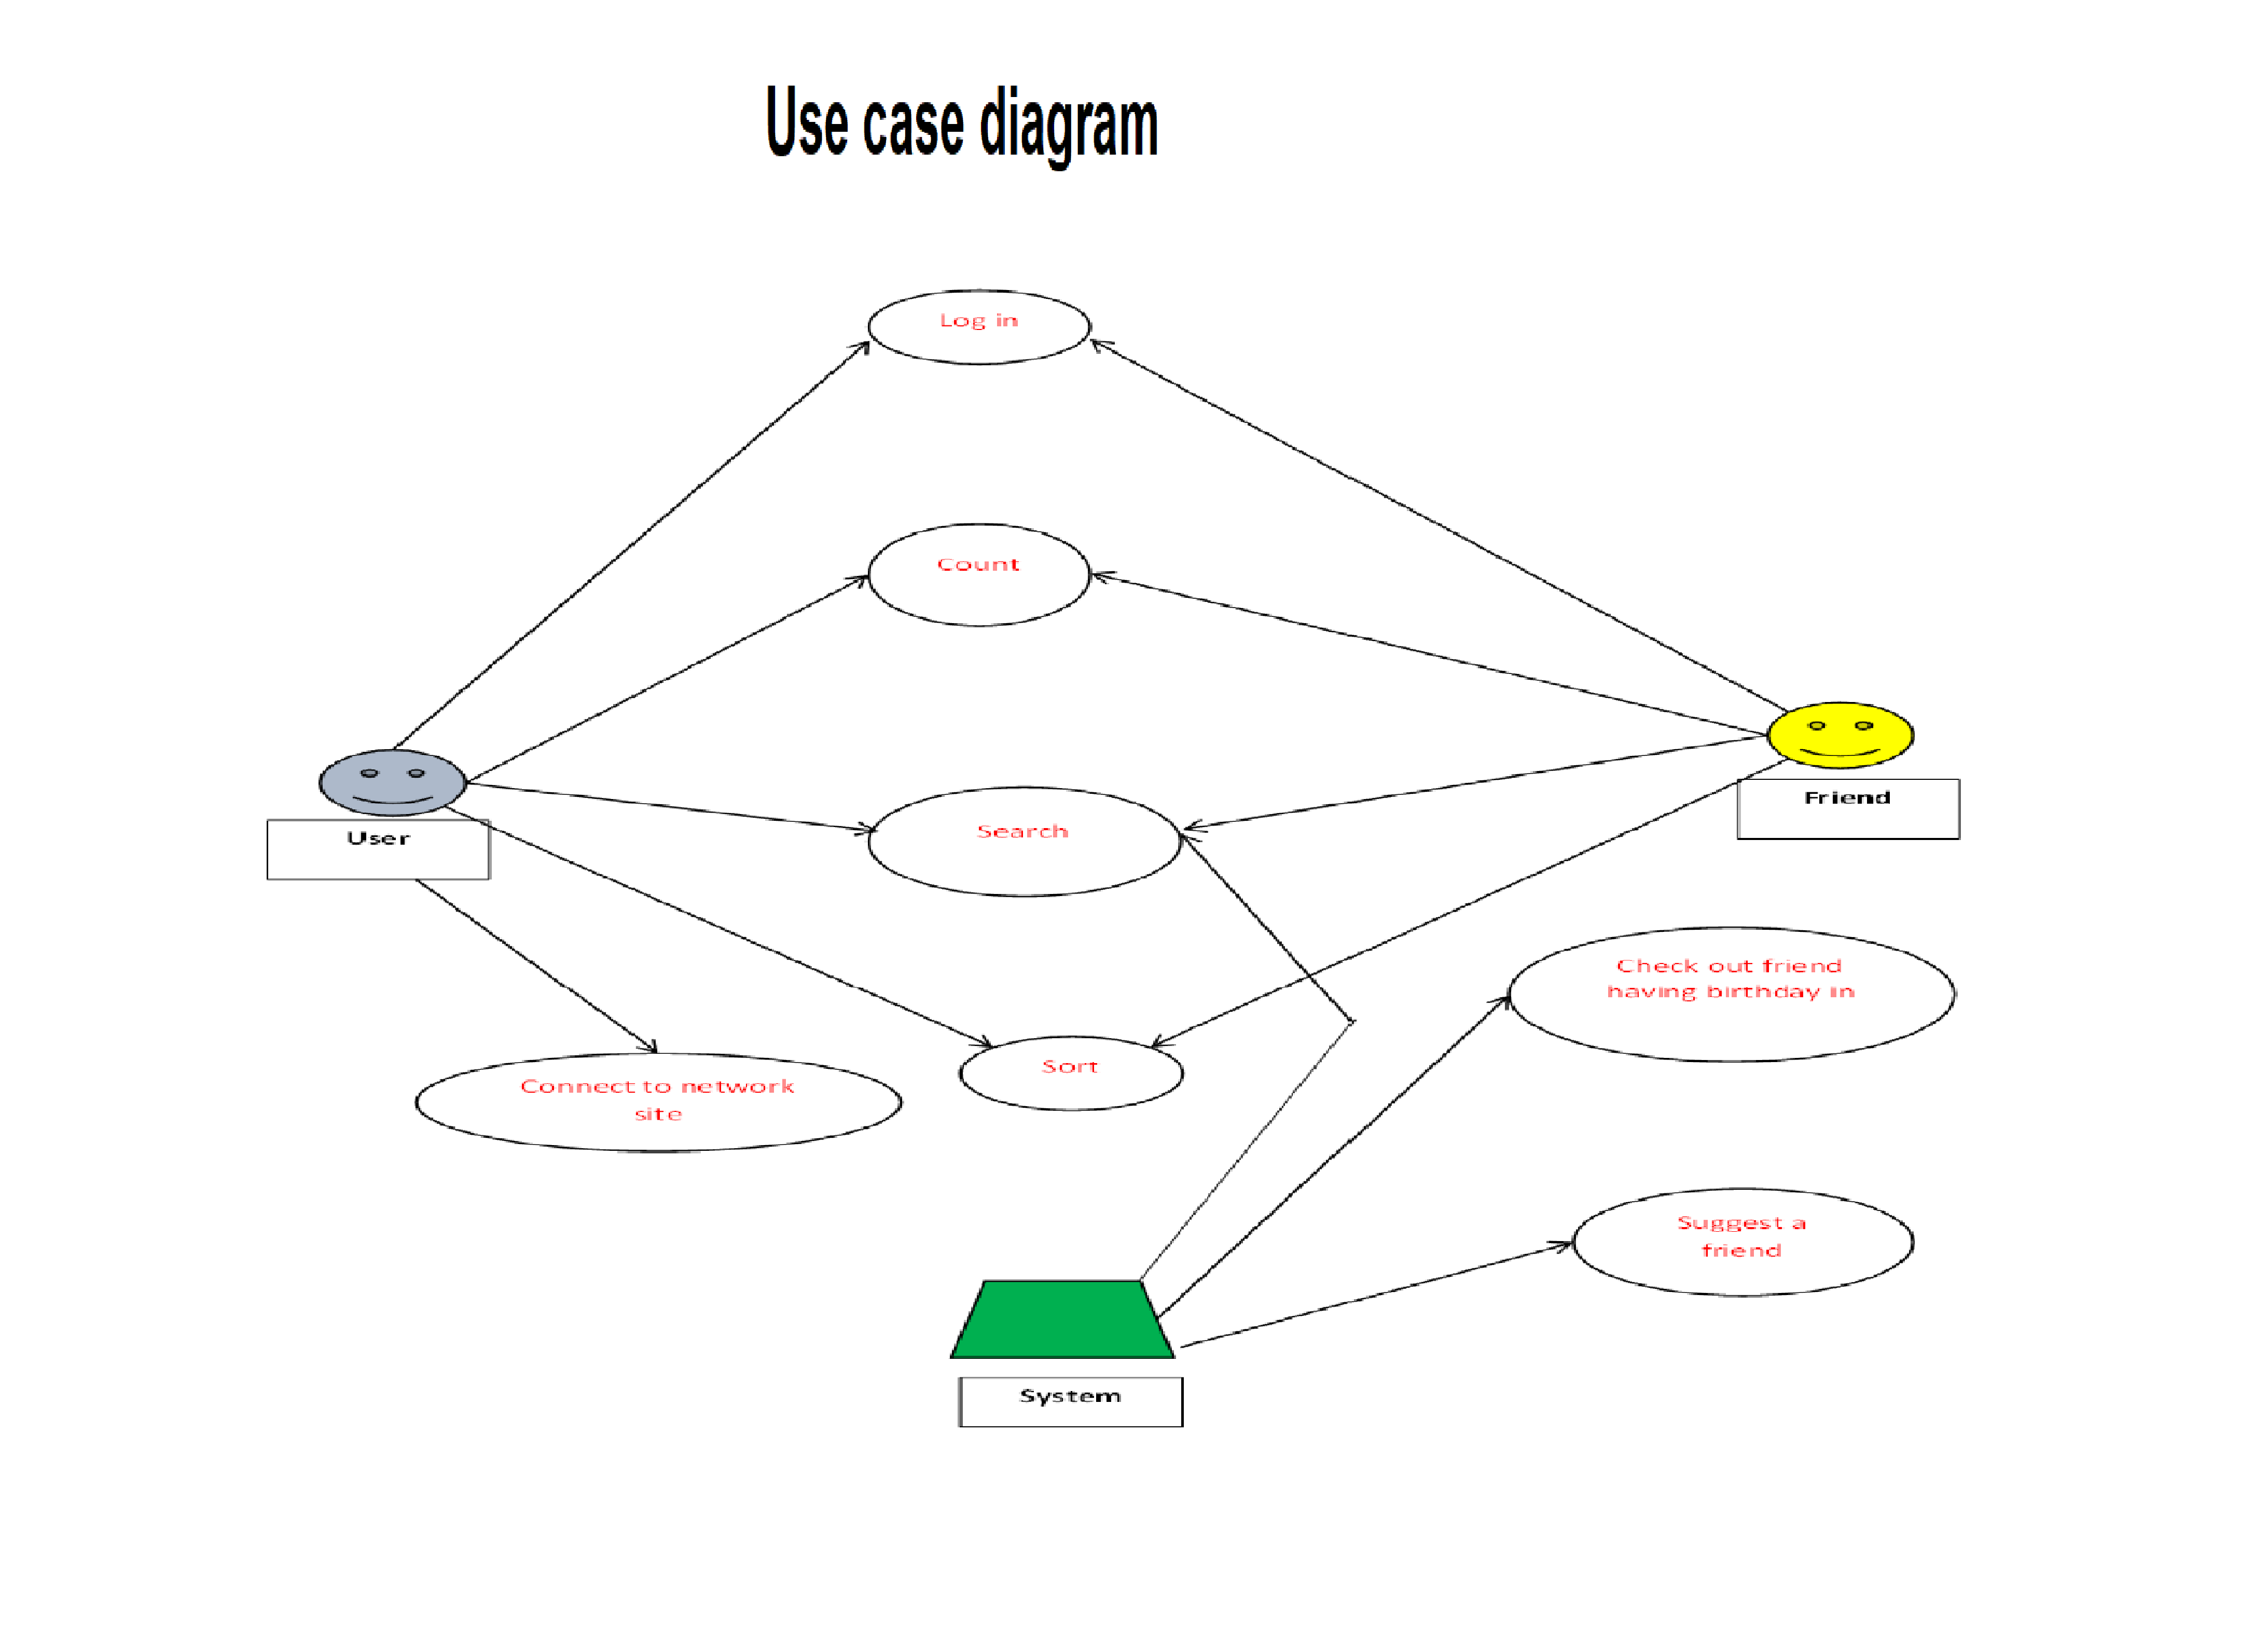 Use case diagram
Log in
Count
Search
Friend
User
Check out friend
having birthday in
Sort
Connect to network
site
Suggest a
friend
System